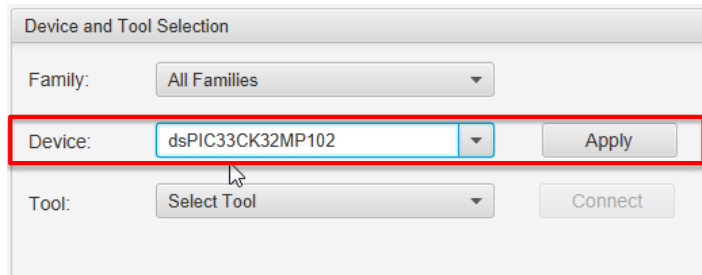 Device and Tool Selection
Family: All Families
Device: dsPIC33CK32MP102 Apply
Tool: Select Tool Connect